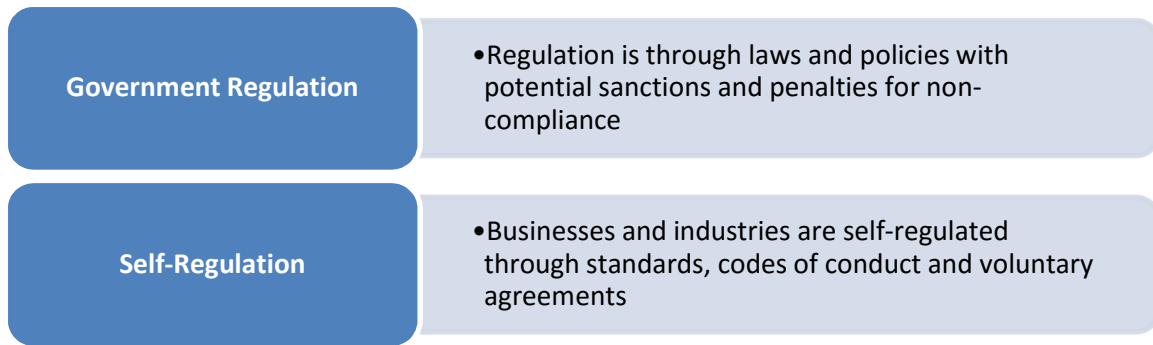 Government Regulation
•Regulation is through laws and policies with
potential sanctions and penalties for non-
compliance
Self-Regulation
•Businesses and industries are self-regulated
through standards, codes of conduct and voluntary
agreements